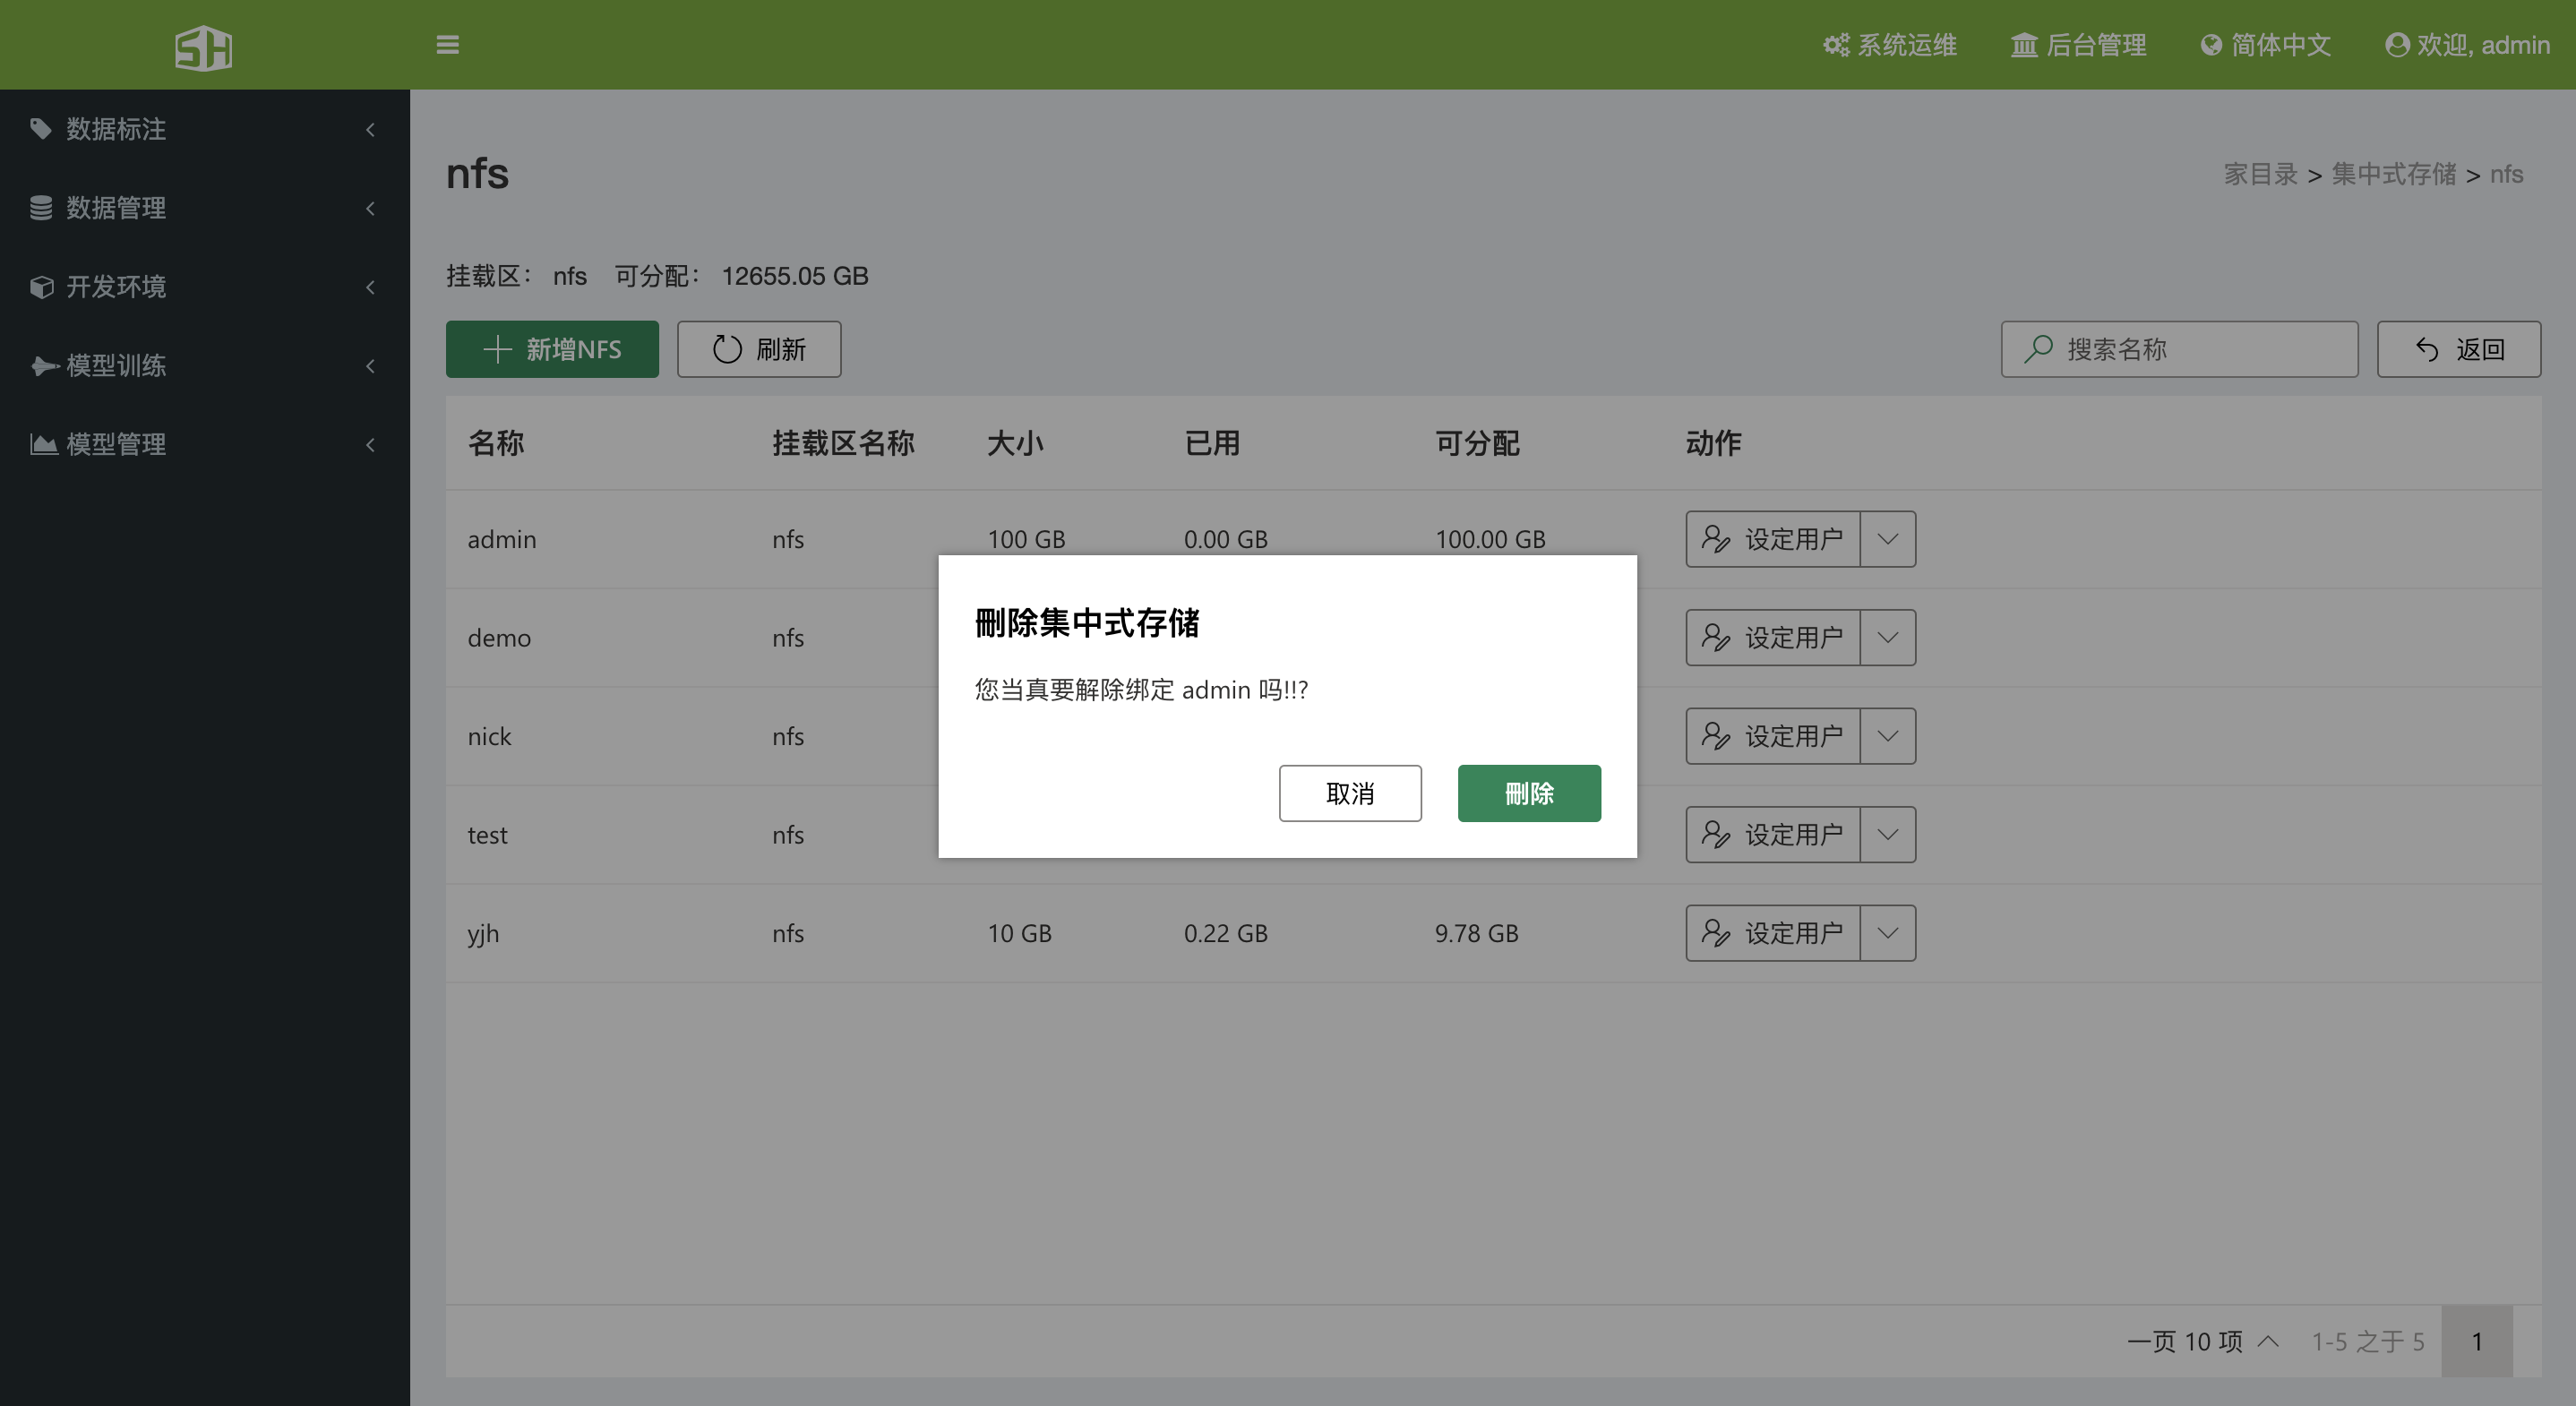 SH
系统运维 后台管理 简体中文 欢迎, admin
数据标注
数据管理
开发环境
模型训练
模型管理
nfs
家目录 > 集中式存储 > nfs
挂载区： nfs 可分配： 12655.05 GB
新增NFS 刷新 搜索名称 返回
名称 挂载区名称 大小 已用 可分配 动作
admin nfs 100 GB 0.00 GB 100.00 GB 设定用户
demo nfs 设定用户
nick nfs 设定用户
test nfs 设定用户
yjh nfs 10 GB 0.22 GB 9.78 GB 设定用户
刪除集中式存储
您当真要解除绑定 admin 吗!!?
取消 刪除
一页 10 项 1-5 之于 5 1